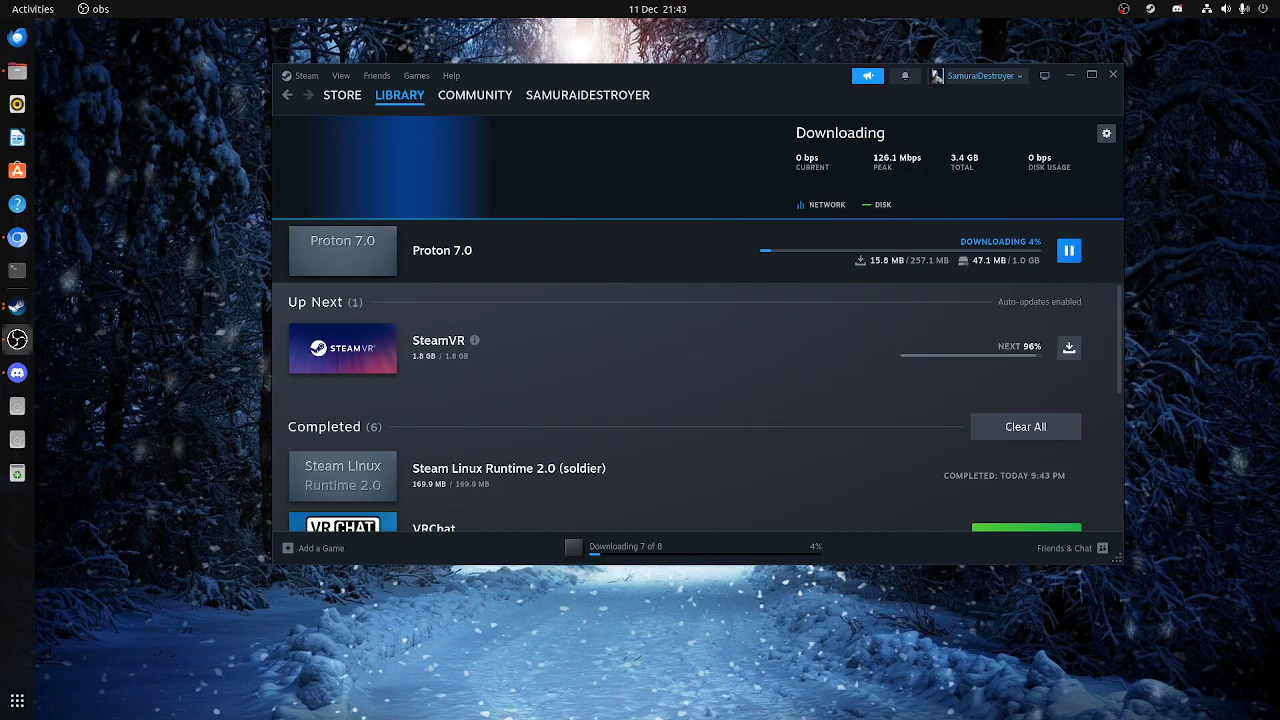 Activities
obs
11 Dec 21:43
Steam View Friends Games Help
SamuraiDestroyer
STORE LIBRARY COMMUNITY SAMURAIDESTROYER
Downloading
0 bps 126.1 Mbps 3.4 GB 0 bps
CURRENT PEAK TOTAL DISK USAGE
NETWORK DISK
Proton 7.0
Proton 7.0
DOWNLOADING 4%
15.8 MB / 257.1 MB 47.1 MB / 1.0 GB
Up Next (1)
Auto-updates enabled
STEAMVR™
SteamVR
1.8 GB / 1.8 GB
NEXT 96%
Completed (6)
Clear All
Steam Linux
Runtime 2.0
Steam Linux Runtime 2.0 (soldier)
169.9 MB / 169.9 MB
COMPLETED: TODAY 9:43 PM
VRCHAT
VRChat
Add a Game
Downloading 7 of 8
4%
Friends & Chat